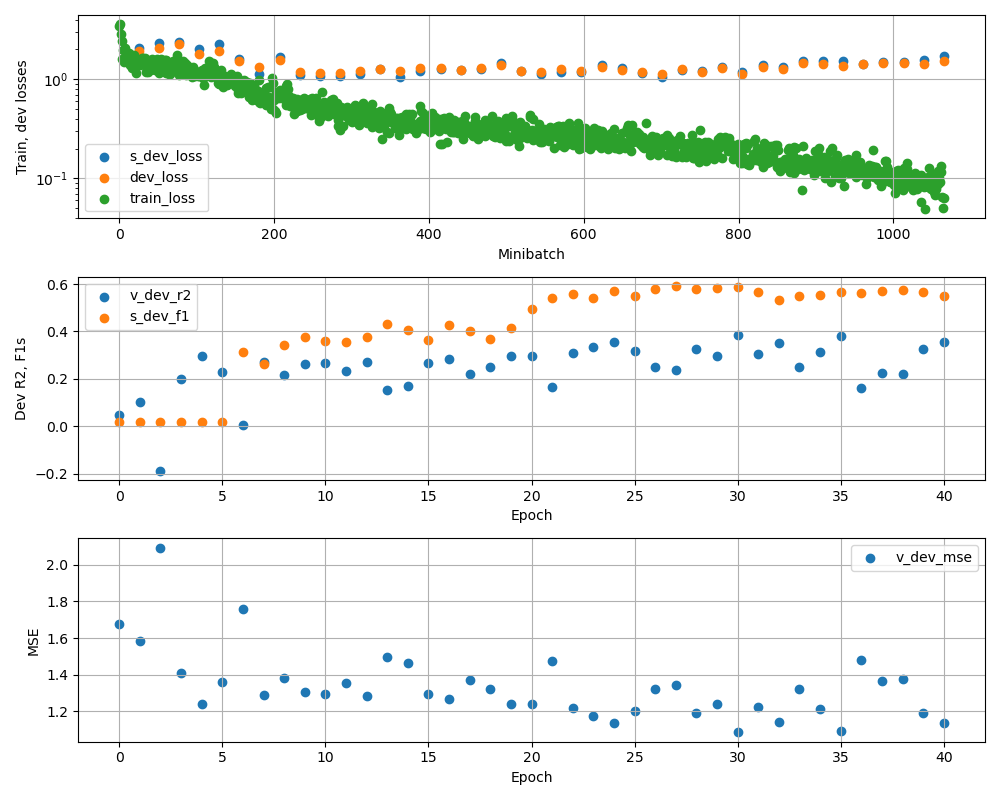 Train, dev losses
10⁰
10⁻¹
s_dev_loss
dev_loss
train_loss
0 200 400 600 800 1000
Minibatch
Dev R2, F1s
0.6
0.4
0.2
0.0
−0.2
v_dev_r2
s_dev_f1
0 5 10 15 20 25 30 35 40
Epoch
MSE
2.0
1.8
1.6
1.4
1.2
v_dev_mse
0 5 10 15 20 25 30 35 40
Epoch